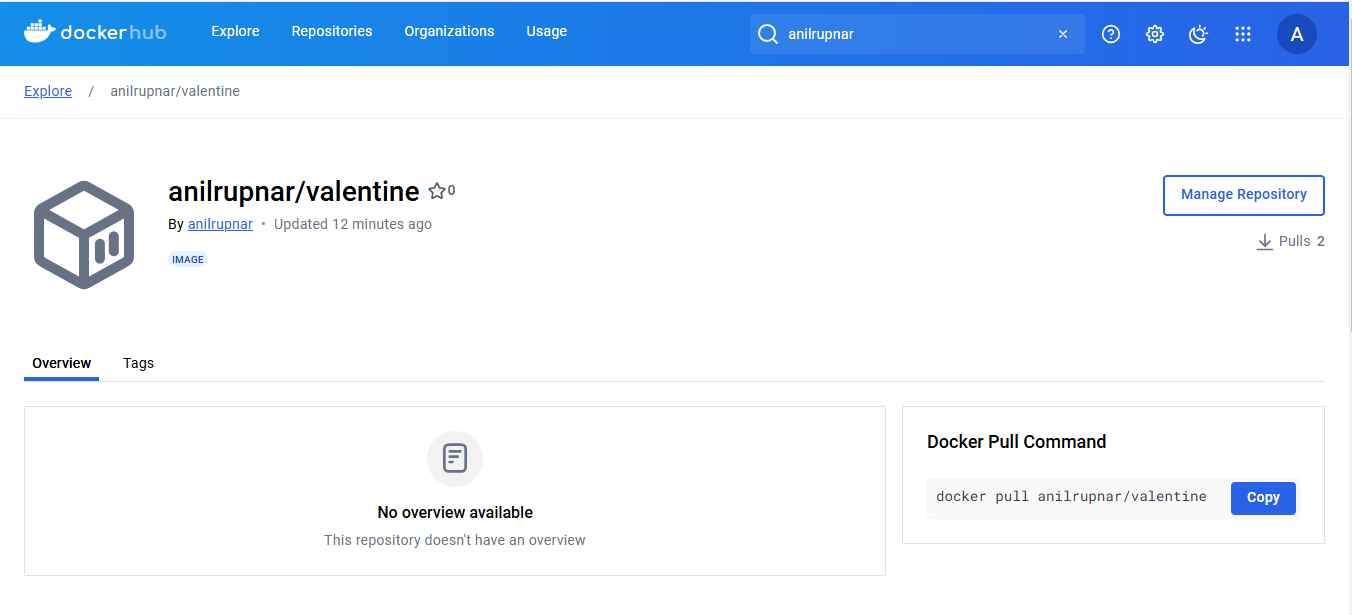 dockerhub Explore Repositories Organizations Usage anilrupnar A
Explore / anilrupnar/valentine
anilrupnar/valentine 0
Manage Repository
By anilrupnar • Updated 12 minutes ago
Pulls 2
IMAGE
Overview Tags
No overview available
This repository doesn't have an overview
Docker Pull Command
docker pull anilrupnar/valentine Copy